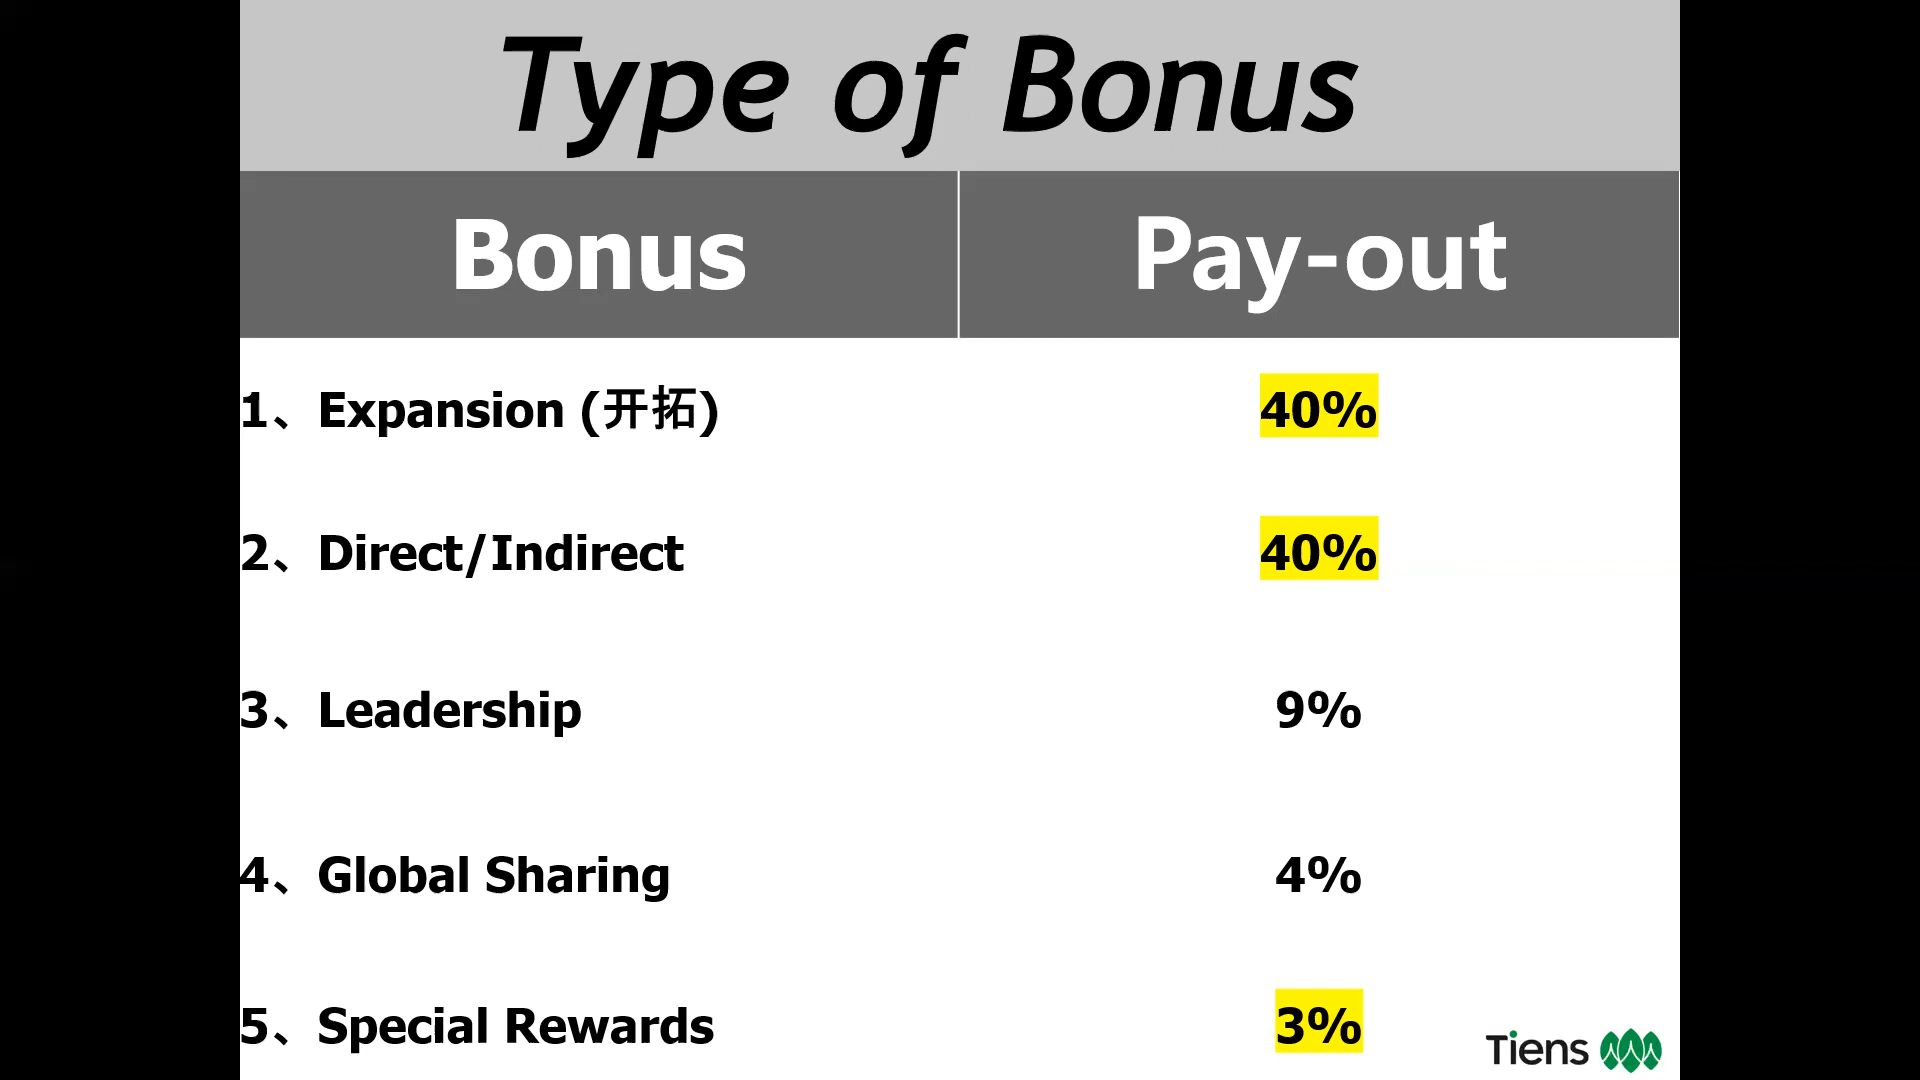 Type of Bonus
Bonus Pay-out
1、Expansion (开拓) 40%
2、Direct/Indirect 40%
3、Leadership 9%
4、Global Sharing 4%
5、Special Rewards 3%
Tiens